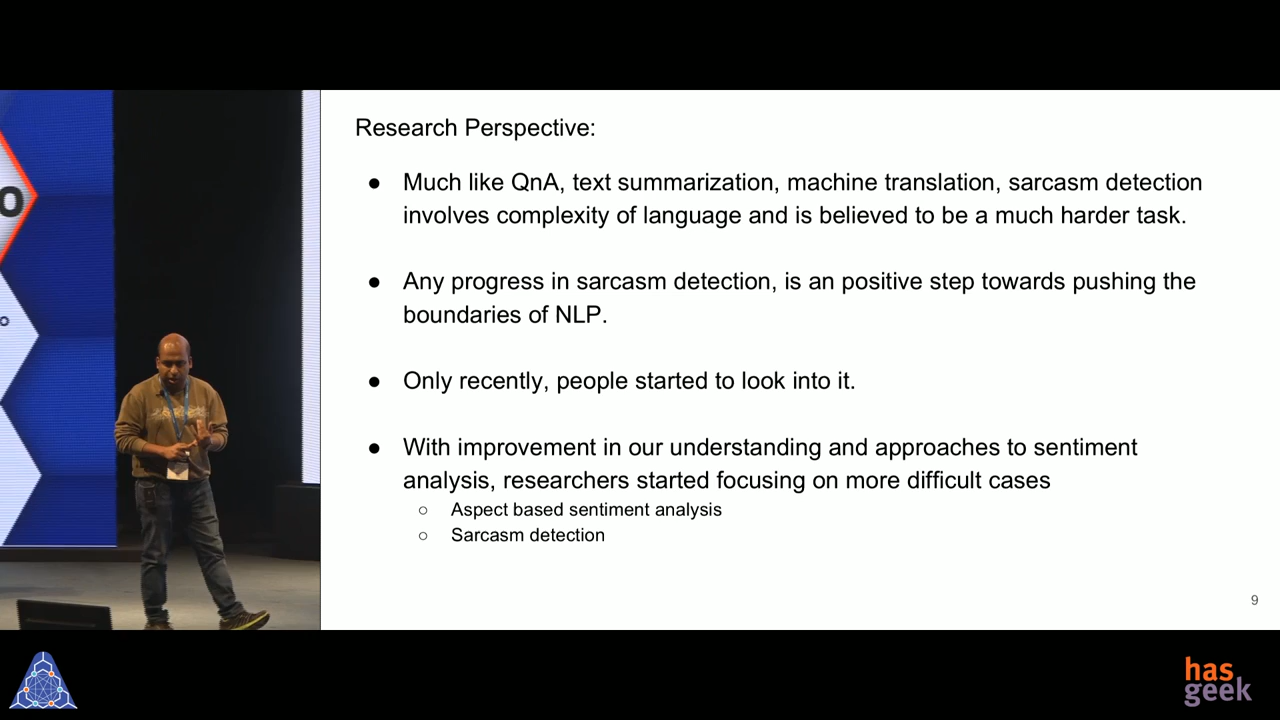 Research Perspective:
● Much like QnA, text summarization, machine translation, sarcasm detection
involves complexity of language and is believed to be a much harder task.
● Any progress in sarcasm detection, is an positive step towards pushing the
boundaries of NLP.
● Only recently, people started to look into it.
● With improvement in our understanding and approaches to sentiment
analysis, researchers started focusing on more difficult cases
○ Aspect based sentiment analysis
○ Sarcasm detection
9
has
geek